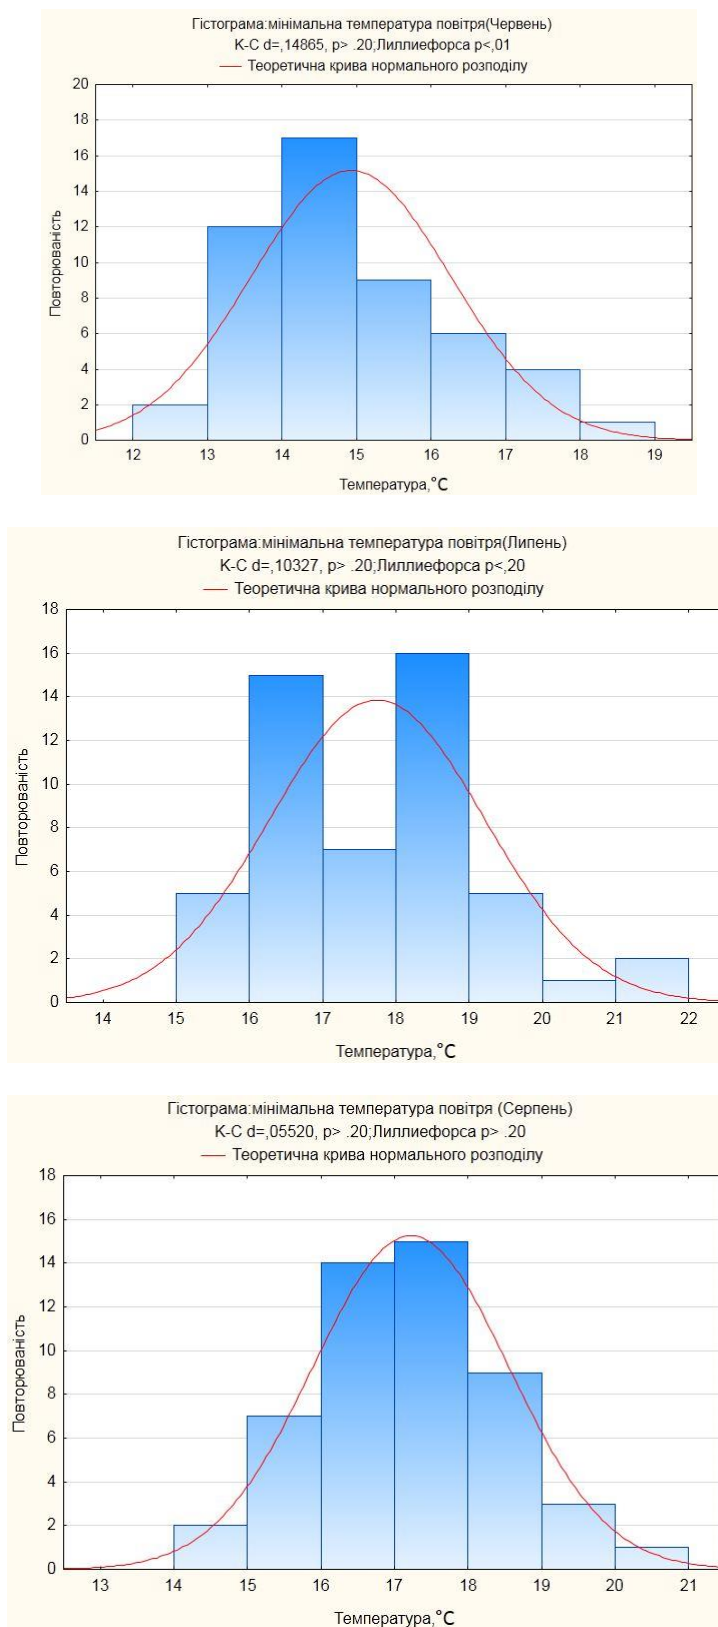 Гістограма:мінімальна температура повітря(Червень)
K-C d=,14865, p> .20;Лиллиефорса p<,01
Теоретична крива нормального розподілу
20
18
16
14
12
10
8
6
4
2
0
Повторюваність
12 13 14 15 16 17 18 19
Температура,°C
Гістограма:мінімальна температура повітря(Липень)
K-C d=,10327, p> .20;Лиллиефорса p<,20
Теоретична крива нормального розподілу
18
16
14
12
10
8
6
4
2
0
Повторюваність
14 15 16 17 18 19 20 21 22
Температура,°C
Гістограма:мінімальна температура повітря (Серпень)
K-C d=,05520, p> .20;Лиллиефорса p> .20
Теоретична крива нормального розподілу
18
16
14
12
10
8
6
4
2
0
Повторюваність
13 14 15 16 17 18 19 20 21
Температура,°C